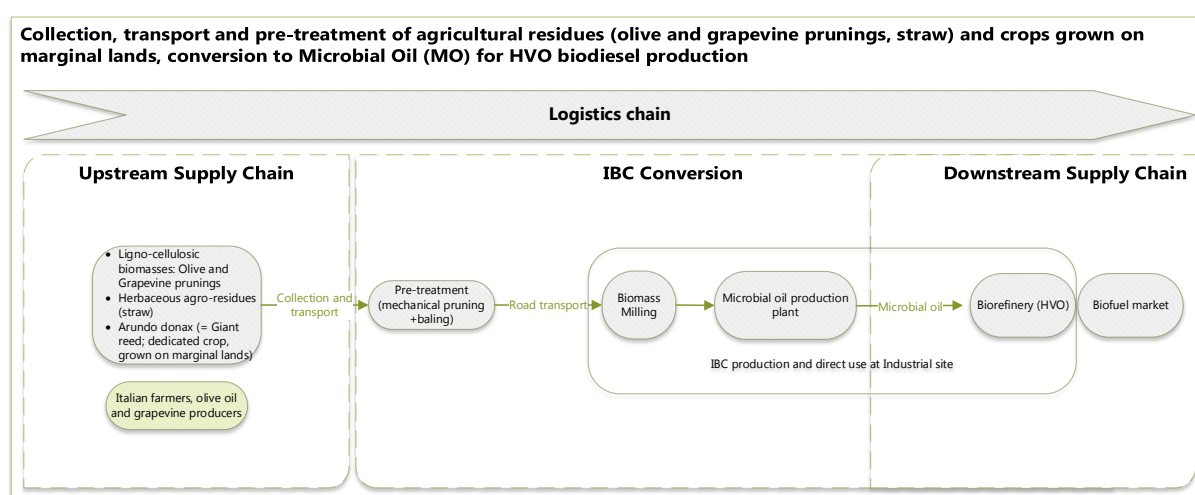 Collection, transport and pre-treatment of agricultural residues (olive and grapevine prunings, straw) and crops grown on
marginal lands, conversion to Microbial Oil (MO) for HVO biodiesel production
Logistics chain
Upstream Supply Chain
IBC Conversion
Downstream Supply Chain
• Ligno-cellulosic
biomasses: Olive and
Grapevine prunings
• Herbaceous agro-residues
(straw)
• Arundo donax (= Giant
reed; dedicated crop,
grown on marginal lands)
Collection and
transport
Pre-treatment
(mechanical pruning
+baling)
Road transport
Biomass
Milling
Microbial oil production
plant
Microbial oil
Biorefinery (HVO)
Biofuel market
IBC production and direct use at Industrial site
Italian farmers, olive oil
and grapevine producers